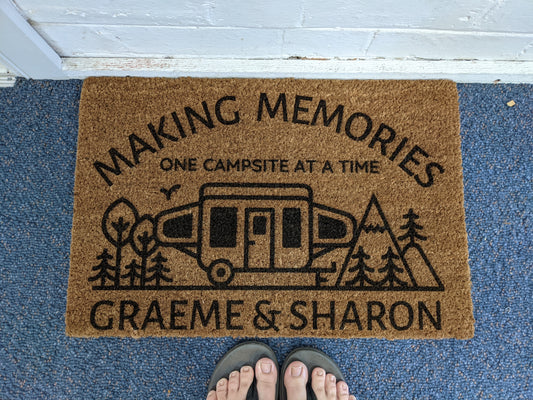 MAKING MEMORIES
ONE CAMPSITE AT A TIME
GRAEME & SHARON